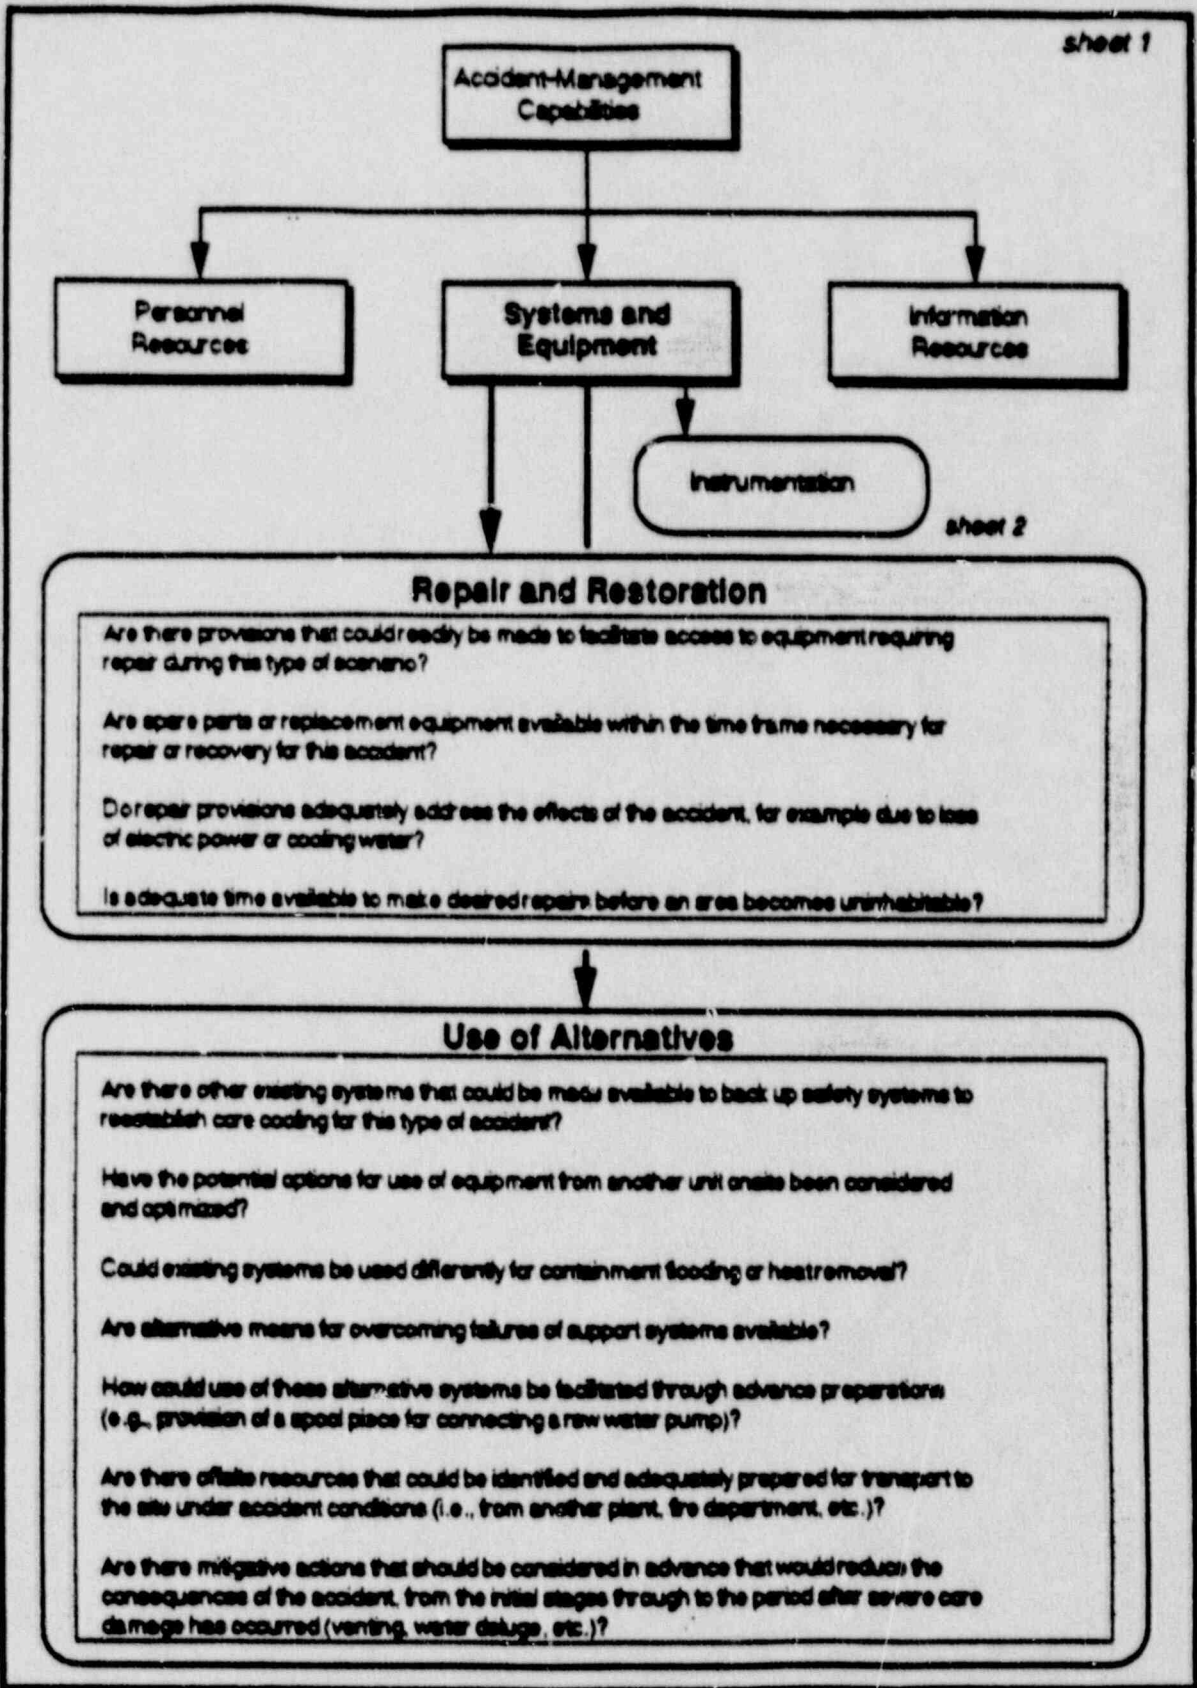 sheet 1
Accident-Management
Capabilities
Personnel
Resources
Systems and
Equipment
Information
Resources
Instrumentation
sheet 2
Repair and Restoration
Are there provisions that could readily be made to facilitate access to equipment requiring
repair during this type of scenario?
Are spare parts or replacement equipment available within the time frame necessary for
repair or recovery for this accident?
Do repair provisions adequately address the effects of the accident, for example due to loss
of electric power or cooling water?
Is adequate time available to make desired repairs before an area becomes uninhabitable?
Use of Alternatives
Are there other existing systems that could be made available to back up safety systems to
reestablish core cooling for this type of accident?
Have the potential options for use of equipment from another unit onsite been considered
and optimized?
Could existing systems be used differently for containment flooding or heat removal?
Are alternative means for overcoming failures of support systems available?
How could use of these alternative systems be facilitated through advance preparations
(e.g., provision of a spool piece for connecting a raw water pump)?
Are there offsite resources that could be identified and adequately prepared for transport to
the site under accident conditions (i.e., from another plant, fire department, etc.)?
Are there mitigative actions that should be considered in advance that would reduce the
consequences of the accident, from the initial stages through to the period after severe core
damage has occurred (venting, water deluge, etc.)?